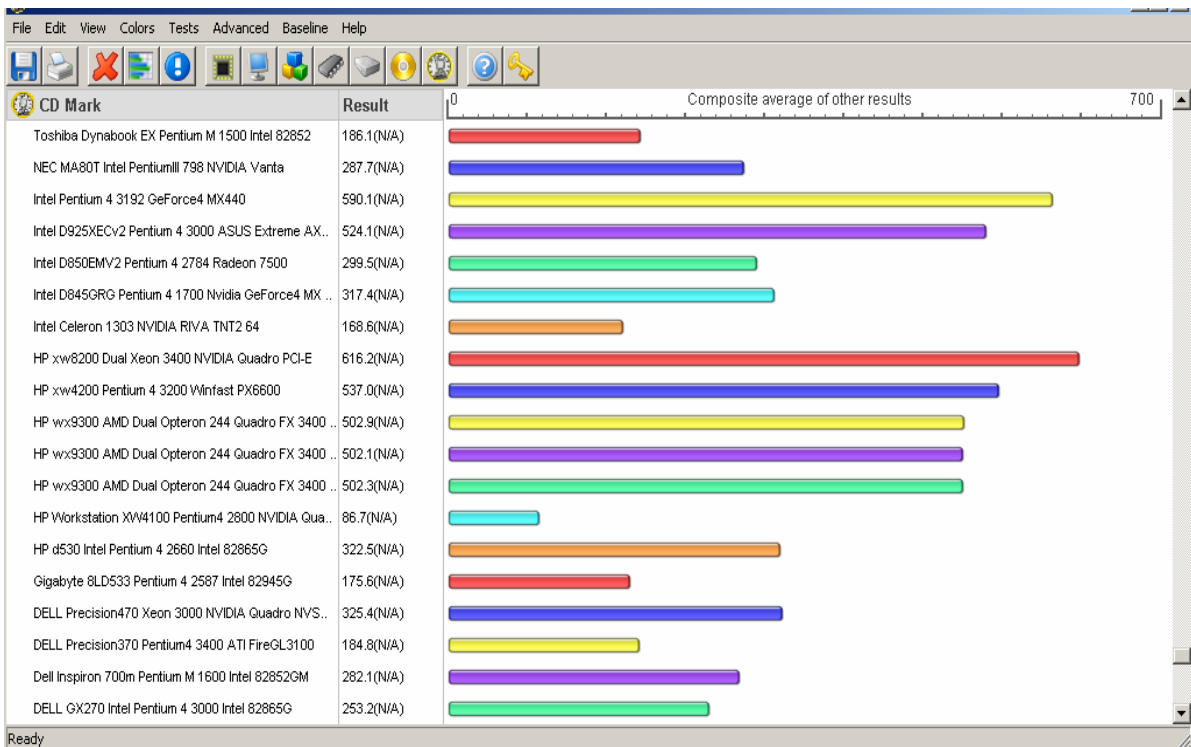 File Edit View Colors Tests Advanced Baseline Help
CD Mark Result 0 Composite average of other results 700
Toshiba Dynabook EX Pentium M 1500 Intel 82852 186.1(N/A)
NEC MA80T Intel PentiumIII 798 NVIDIA Vanta 287.7(N/A)
Intel Pentium 4 3192 GeForce4 MX440 590.1(N/A)
Intel D925XECv2 Pentium 4 3000 ASUS Extreme AX.. 524.1(N/A)
Intel D850EMV2 Pentium 4 2784 Radeon 7500 299.5(N/A)
Intel D845GRG Pentium 4 1700 Nvidia GeForce4 MX .. 317.4(N/A)
Intel Celeron 1303 NVIDIA RIVA TNT2 64 168.6(N/A)
HP xw8200 Dual Xeon 3400 NVIDIA Quadro PCI-E 616.2(N/A)
HP xw4200 Pentium 4 3200 Winfast PX6600 537.0(N/A)
HP wx9300 AMD Dual Opteron 244 Quadro FX 3400 .. 502.9(N/A)
HP wx9300 AMD Dual Opteron 244 Quadro FX 3400 .. 502.1(N/A)
HP wx9300 AMD Dual Opteron 244 Quadro FX 3400 .. 502.3(N/A)
HP Workstation XW4100 Pentium4 2800 NVIDIA Qua.. 86.7(N/A)
HP d530 Intel Pentium 4 2660 Intel 82865G 322.5(N/A)
Gigabyte 8LD533 Pentium 4 2587 Intel 82945G 175.6(N/A)
DELL Precision470 Xeon 3000 NVIDIA Quadro NVS.. 325.4(N/A)
DELL Precision370 Pentium4 3400 ATI FireGL3100 184.8(N/A)
Dell Inspiron 700m Pentium M 1600 Intel 82852GM 282.1(N/A)
DELL GX270 Intel Pentium 4 3000 Intel 82865G 253.2(N/A)
Ready